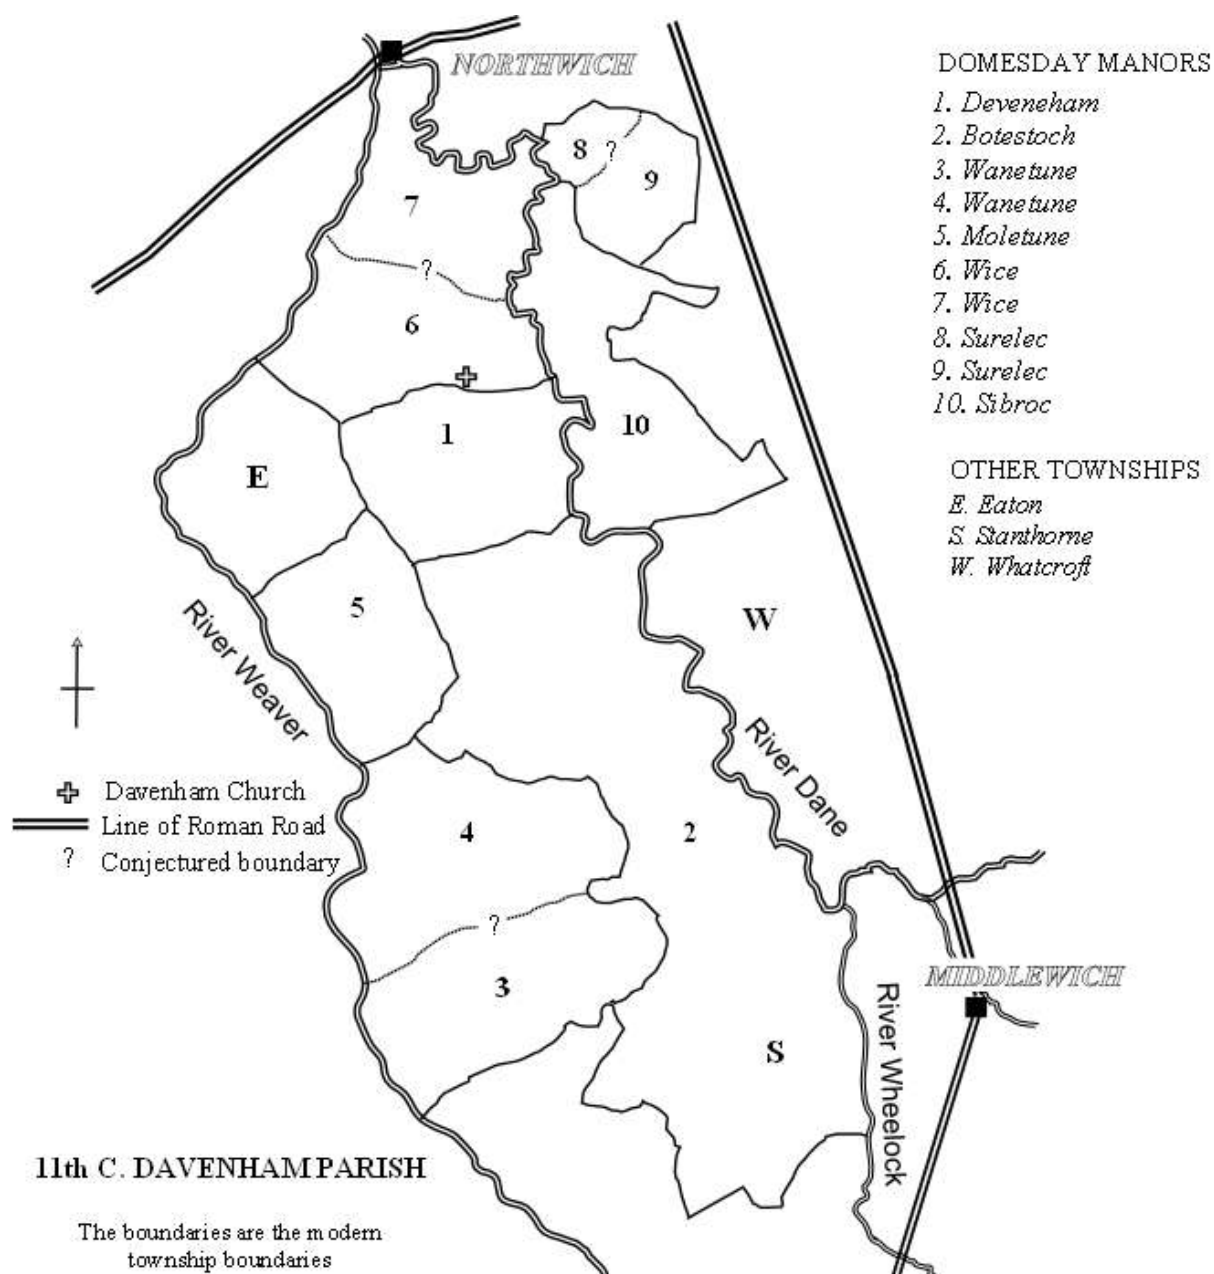 NORTHWICH
DOMESDAY MANORS
1. Deveneham
2. Botestoch
3. Wanetune
4. Wanetune
5. Moletune
6. Wice
7. Wice
8. Surelec
9. Surelec
10. Sibroc
OTHER TOWNSHIPS
E. Eaton
S. Stanthorne
W. Whatcroft
8
?
9
7
?
6
1
10
E
5
W
River Weaver
River Dane
Davenham Church
Line of Roman Road
? Conjectured boundary
4
2
?
3
MIDDLEWICH
River Wheelock
S
11th C. DAVENHAM PARISH
The boundaries are the modern
township boundaries